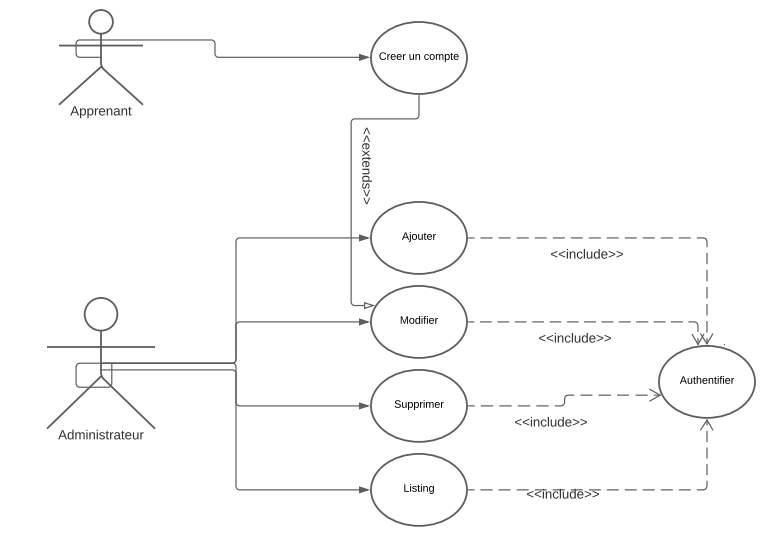 Creer un compte
Apprenant
<<extends>>
Ajouter
<<include>>
Modifier
<<include>>
Authentifier
Supprimer
<<include>>
Administrateur
Listing
<<include>>